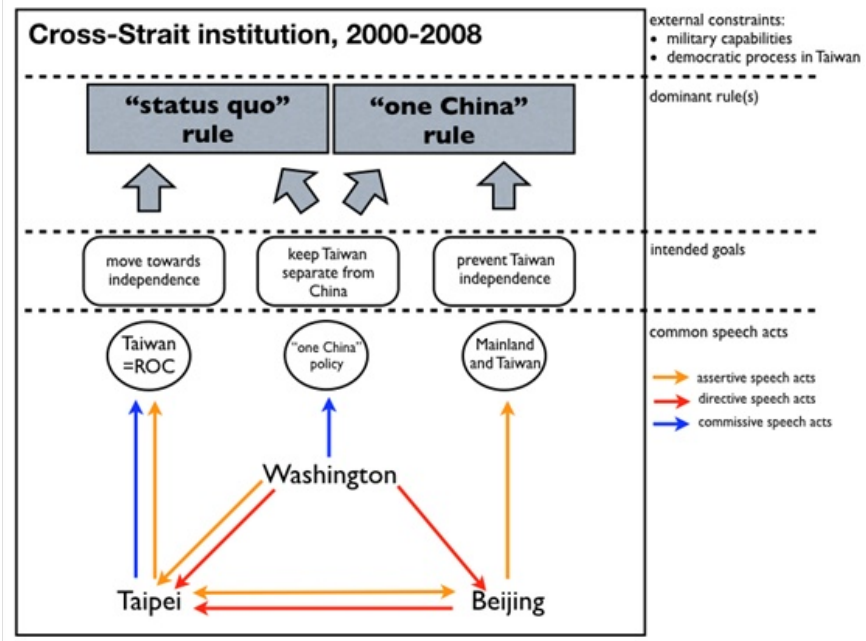 Cross-Strait institution, 2000-2008
external constraints:
• military capabilities
• democratic process in Taiwan
dominant rule(s)
“status quo”
rule
“one China”
rule
intended goals
move towards
independence
keep Taiwan
separate from
China
prevent Taiwan
independence
common speech acts
Taiwan
=ROC
“one China”
policy
Mainland
and Taiwan
assertive speech acts
directive speech acts
commissive speech acts
Washington
Taipei
Beijing